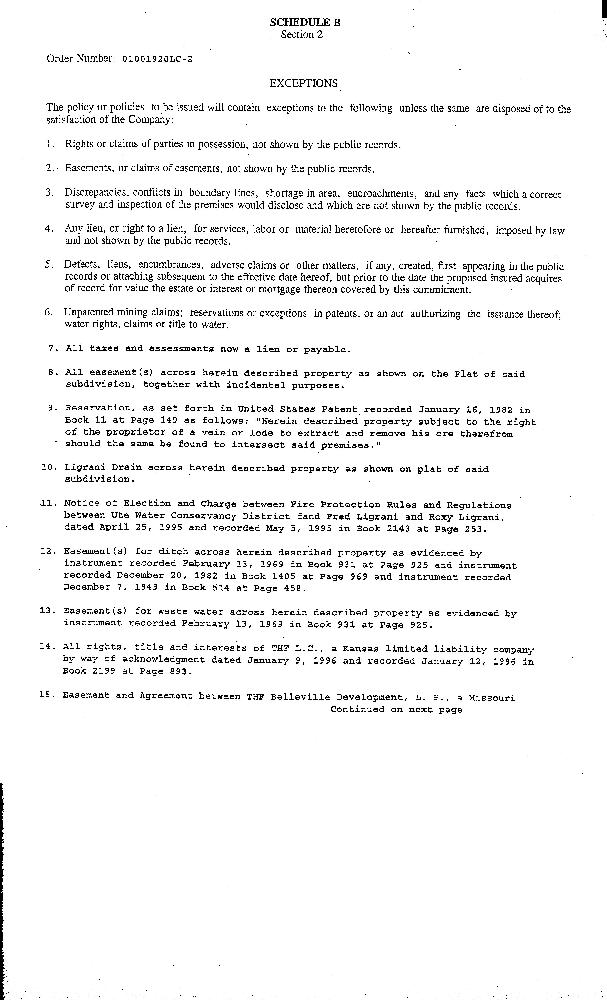 SCHEDULE B
Section 2
Order Number: 01001920LC-2
EXCEPTIONS
The policy or policies to be issued will contain exceptions to the following unless the same are disposed of to the
satisfaction of the Company:
1. Rights or claims of parties in possession, not shown by the public records.
2. Easements, or claims of easements, not shown by the public records.
3. Discrepancies, conflicts in boundary lines, shortage in area, encroachments, and any facts which a correct
survey and inspection of the premises would disclose and which are not shown by the public records.
4. Any lien, or right to a lien, for services, labor or material heretofore or hereafter furnished, imposed by law
and not shown by the public records.
5. Defects, liens, encumbrances, adverse claims or other matters, if any, created, first appearing in the public
records or attaching subsequent to the effective date hereof, but prior to the date the proposed insured acquires
of record for value the estate or interest or mortgage thereon covered by this commitment.
6. Unpatented mining claims; reservations or exceptions in patents, or an act authorizing the issuance thereof;
water rights, claims or title to water.
7. All taxes and assessments now a lien or payable.
8. All easement(s) across herein described property as shown on the Plat of said
subdivision, together with incidental purposes.
9. Reservation, as set forth in United States Patent recorded January 16, 1982 in
Book 11 at Page 149 as follows: "Herein described property subject to the right
of the proprietor of a vein or lode to extract and remove his ore therefrom
should the same be found to intersect said premises."
10. Ligrani Drain across herein described property as shown on plat of said
subdivision.
11. Notice of Election and Charge between Fire Protection Rules and Regulations
between Ute Water Conservancy District fand Fred Ligrani and Roxy Ligrani,
dated April 25, 1995 and recorded May 5, 1995 in Book 2143 at Page 253.
12. Easement(s) for ditch across herein described property as evidenced by
instrument recorded February 13, 1969 in Book 931 at Page 925 and instrument
recorded December 20, 1982 in Book 1405 at Page 969 and instrument recorded
December 7, 1949 in Book 514 at Page 458.
13. Easement(s) for waste water across herein described property as evidenced by
instrument recorded February 13, 1969 in Book 931 at Page 925.
14. All rights, title and interests of THF L.C., a Kansas limited liability company
by way of acknowledgment dated January 9, 1996 and recorded January 12, 1996 in
Book 2199 at Page 893.
15. Easement and Agreement between THF Belleville Development, L. P., a Missouri
Continued on next page